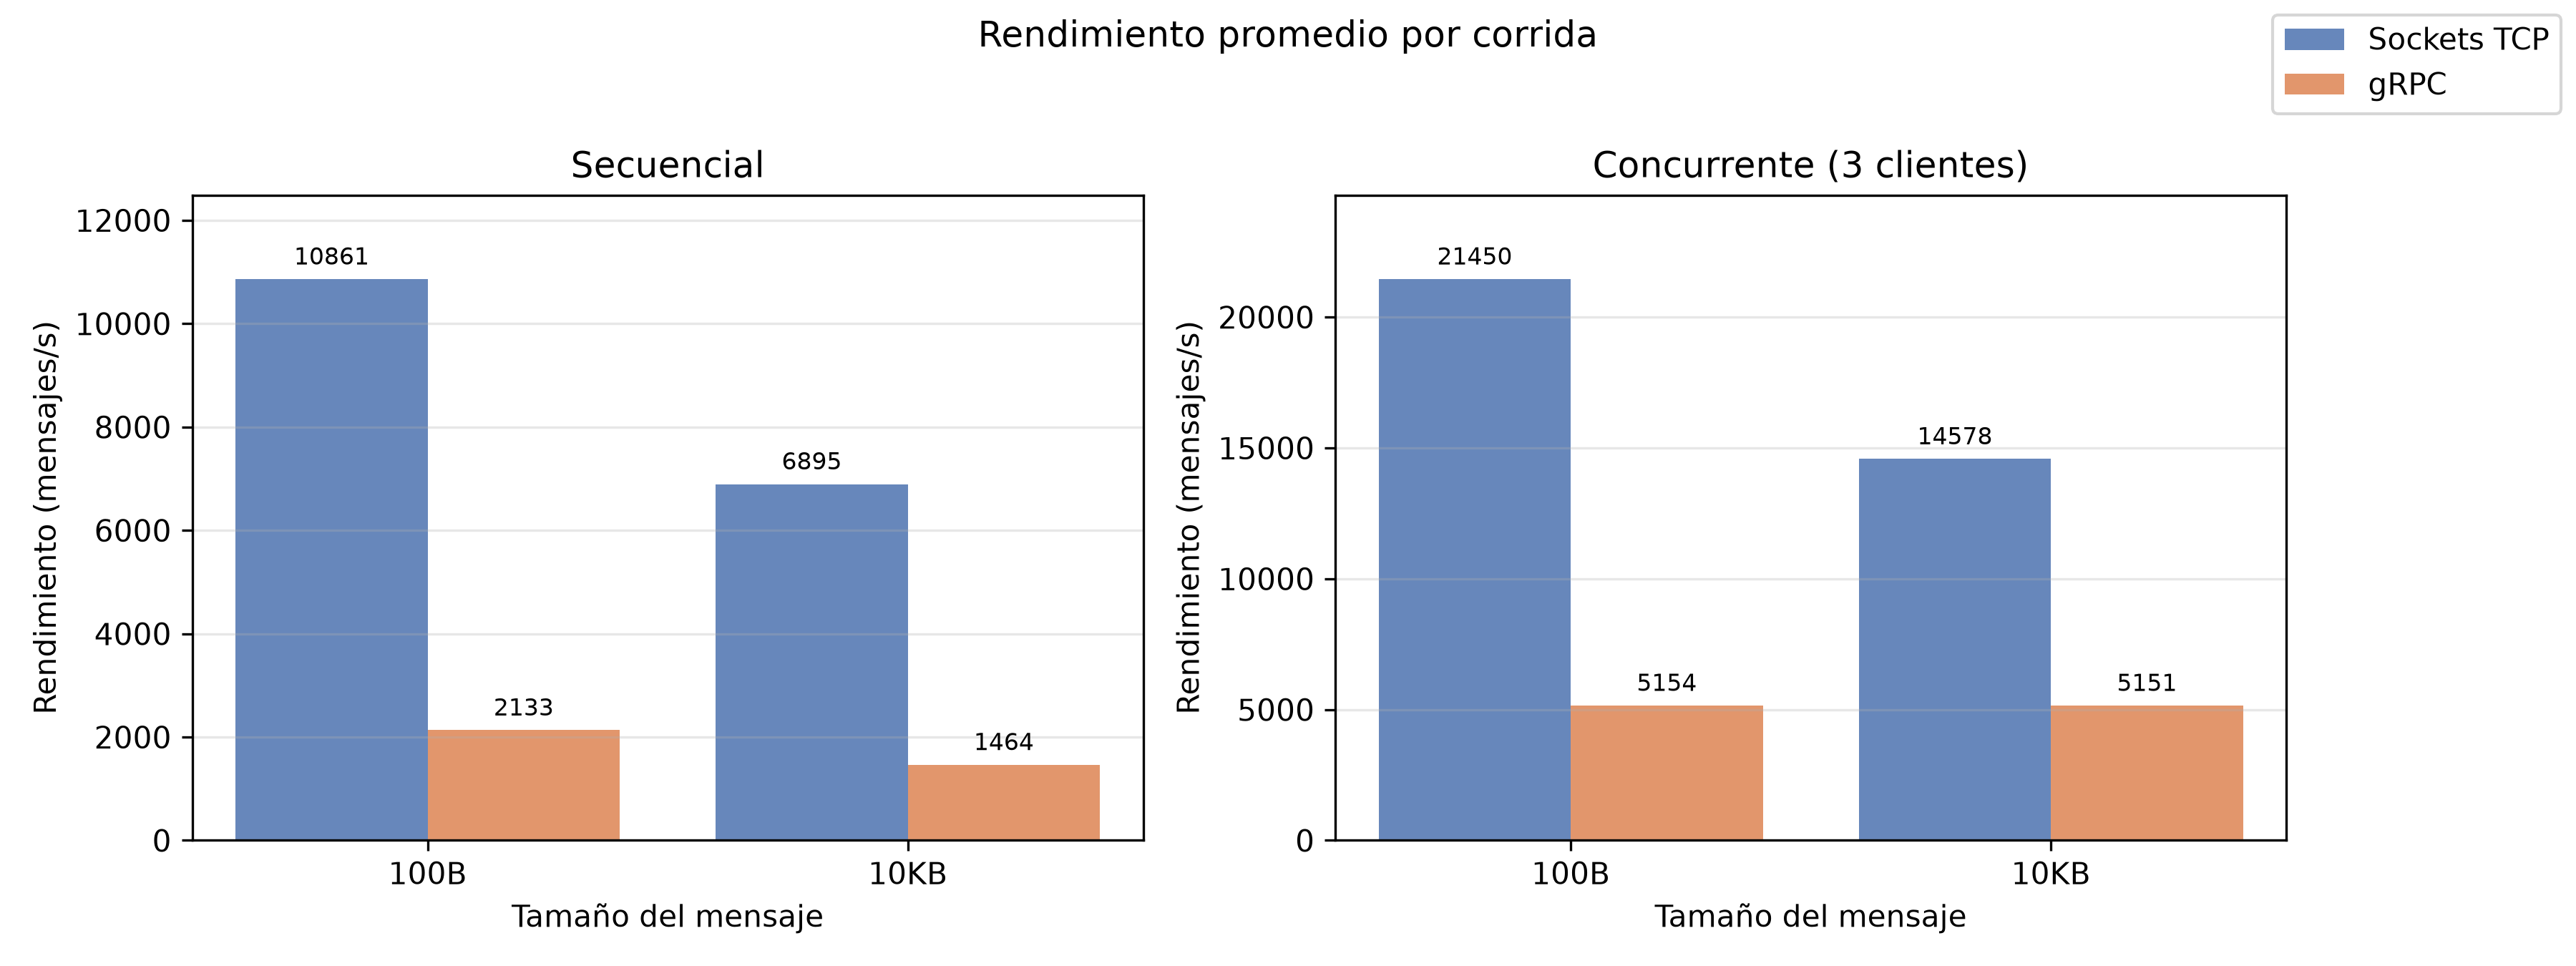 Rendimiento promedio por corrida
Sockets TCP
gRPC
Secuencial
Rendimiento (mensajes/s)
12000
10000
8000
6000
4000
2000
0
10861
2133
6895
1464
100B
10KB
Tamaño del mensaje
Concurrente (3 clientes)
Rendimiento (mensajes/s)
20000
15000
10000
5000
0
21450
5154
14578
5151
100B
10KB
Tamaño del mensaje